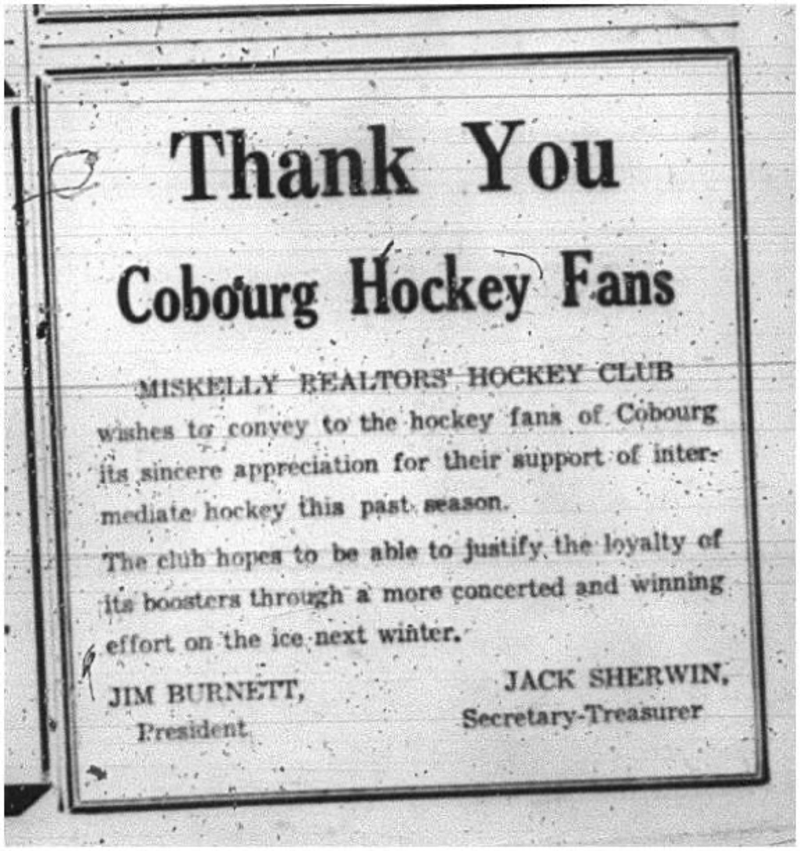 Thank You
Cobourg Hockey Fans
MISKELLY REALTORS' HOCKEY CLUB
wishes to convey to the hockey fans of Cobourg
its sincere appreciation for their support of inter-
mediate hockey this past season.
The club hopes to be able to justify the loyalty of
its boosters through a more concerted and winning
effort on the ice next winter.
JIM BURNETT, JACK SHERWIN,
President Secretary-Treasurer